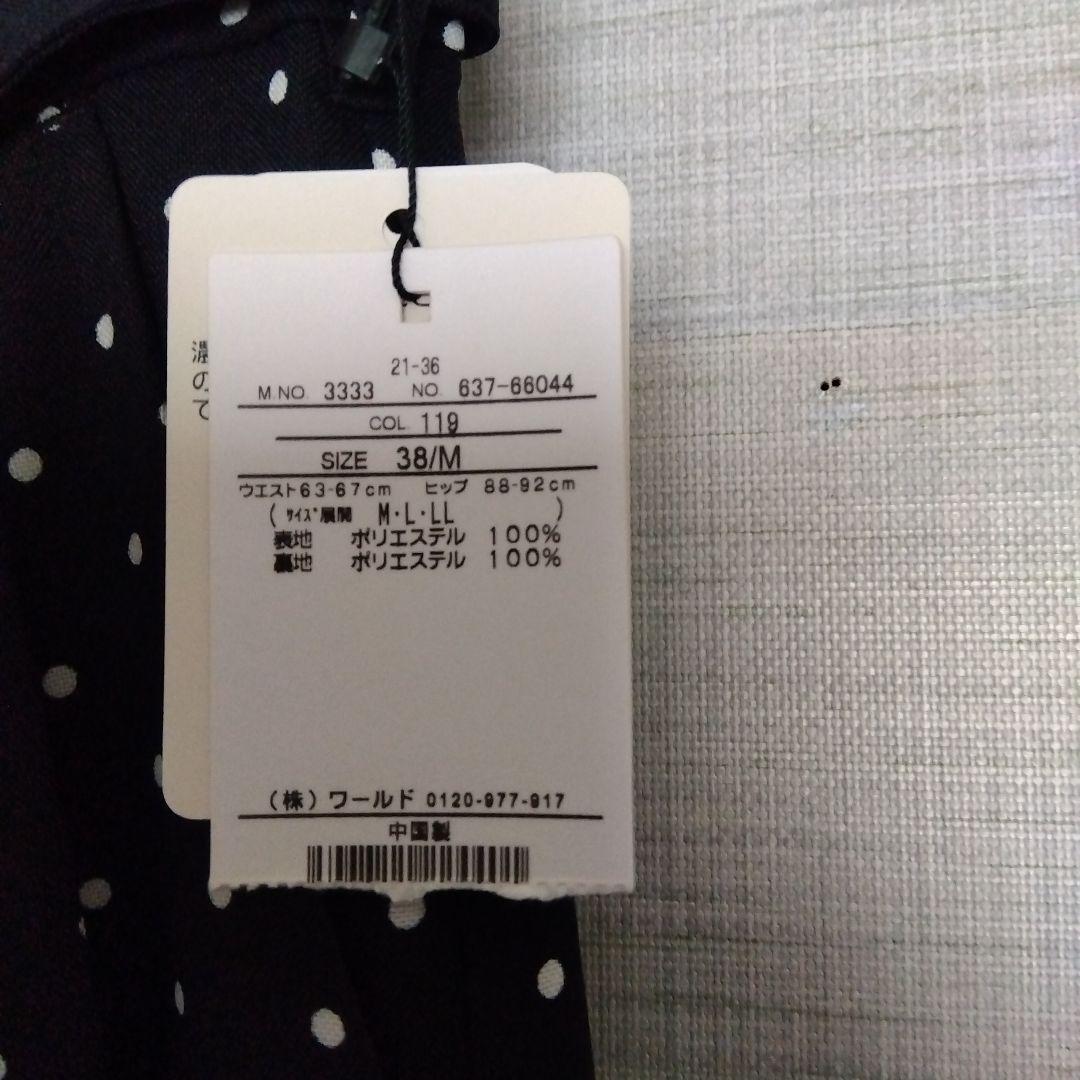 21-36
M.NO. 3333 NO. 637-66044
COL. 119
SIZE 38/M
ウエスト63-67cm ヒップ 88-92cm
(サイズ展開 M・L・LL )
表地 ポリエステル 100%
裏地 ポリエステル 100%
(株)ワールド 0120-977-917
中国製
濃
の
て